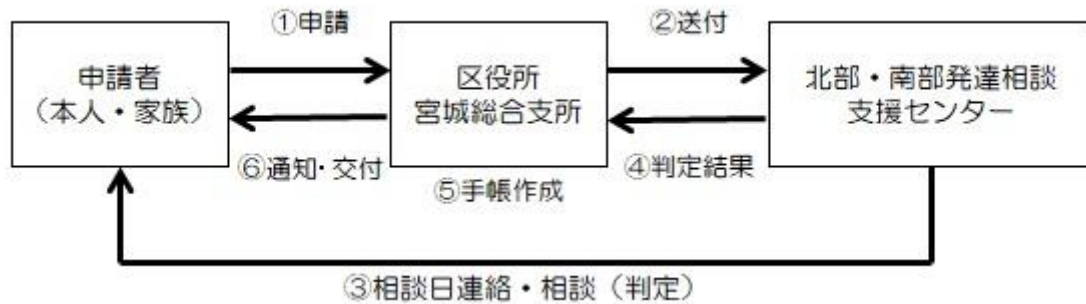 ①申請
②送付
申請者
（本人・家族）
区役所
宮城総合支所
北部・南部発達相談
支援センター
⑥通知・交付
④判定結果
⑤手帳作成
③相談日連絡・相談（判定）